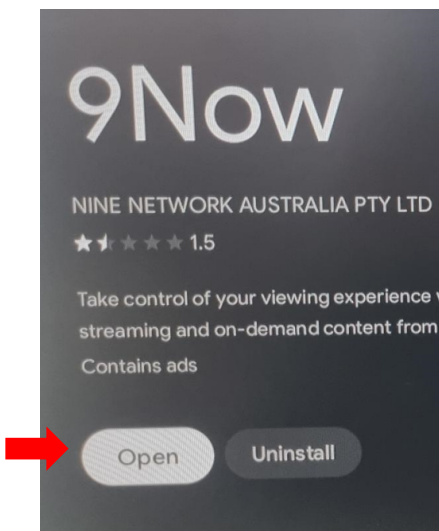 9Now
NINE NETWORK AUSTRALIA PTY LTD
1.5
Take control of your viewing experience
streaming and on-demand content from
Contains ads
Open Uninstall